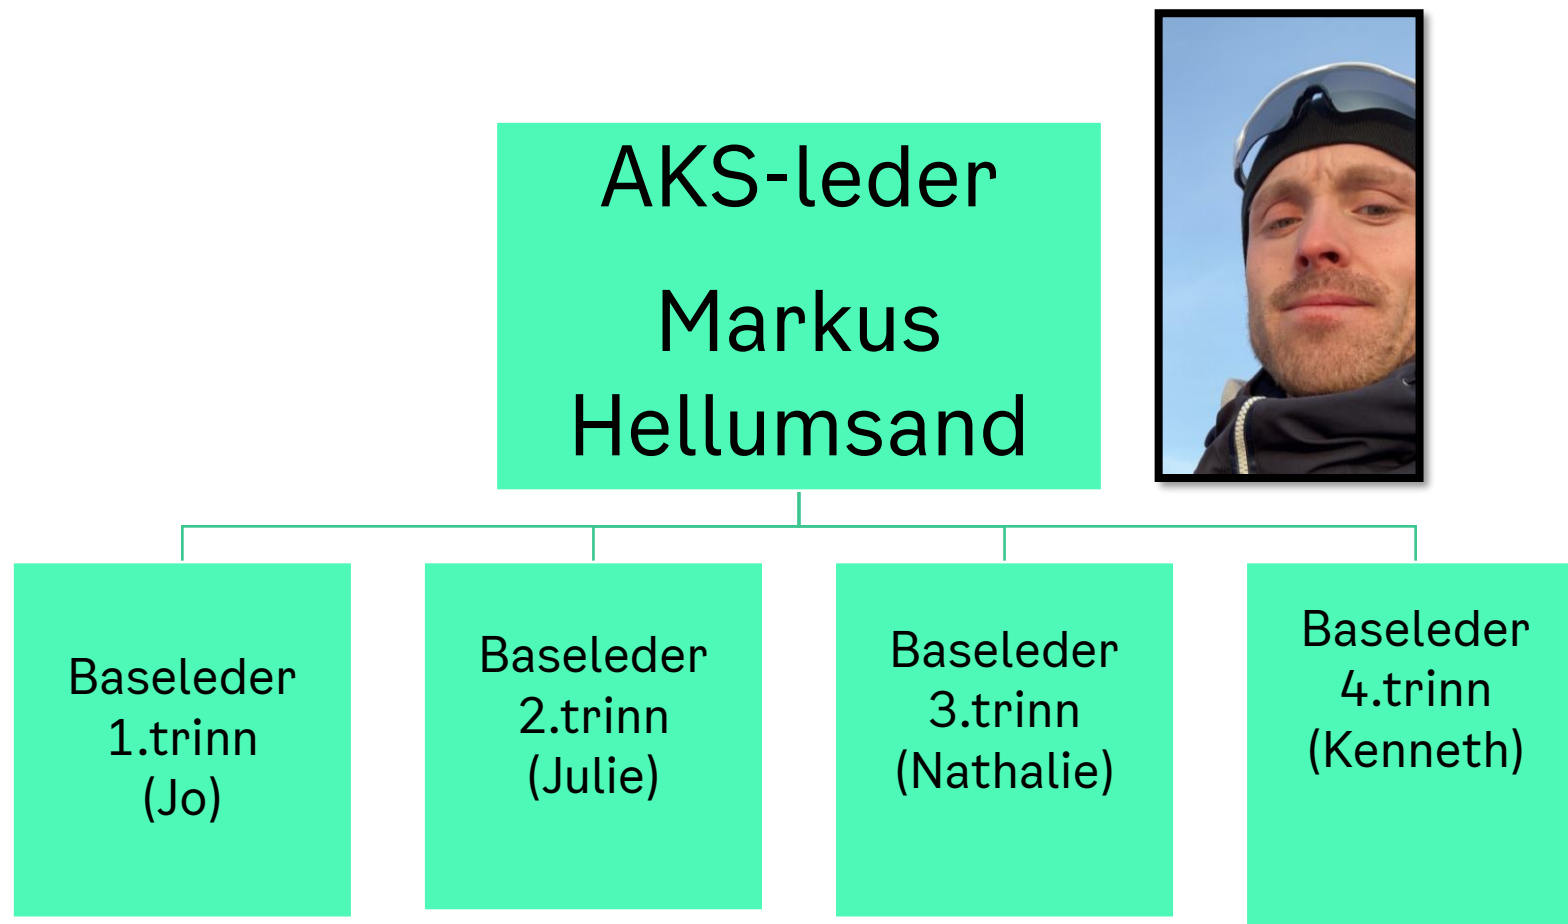 AKS-leder
Markus
Hellumsand
Baseleder
1.trinn
(Jo)
Baseleder
2.trinn
(Julie)
Baseleder
3.trinn
(Nathalie)
Baseleder
4.trinn
(Kenneth)